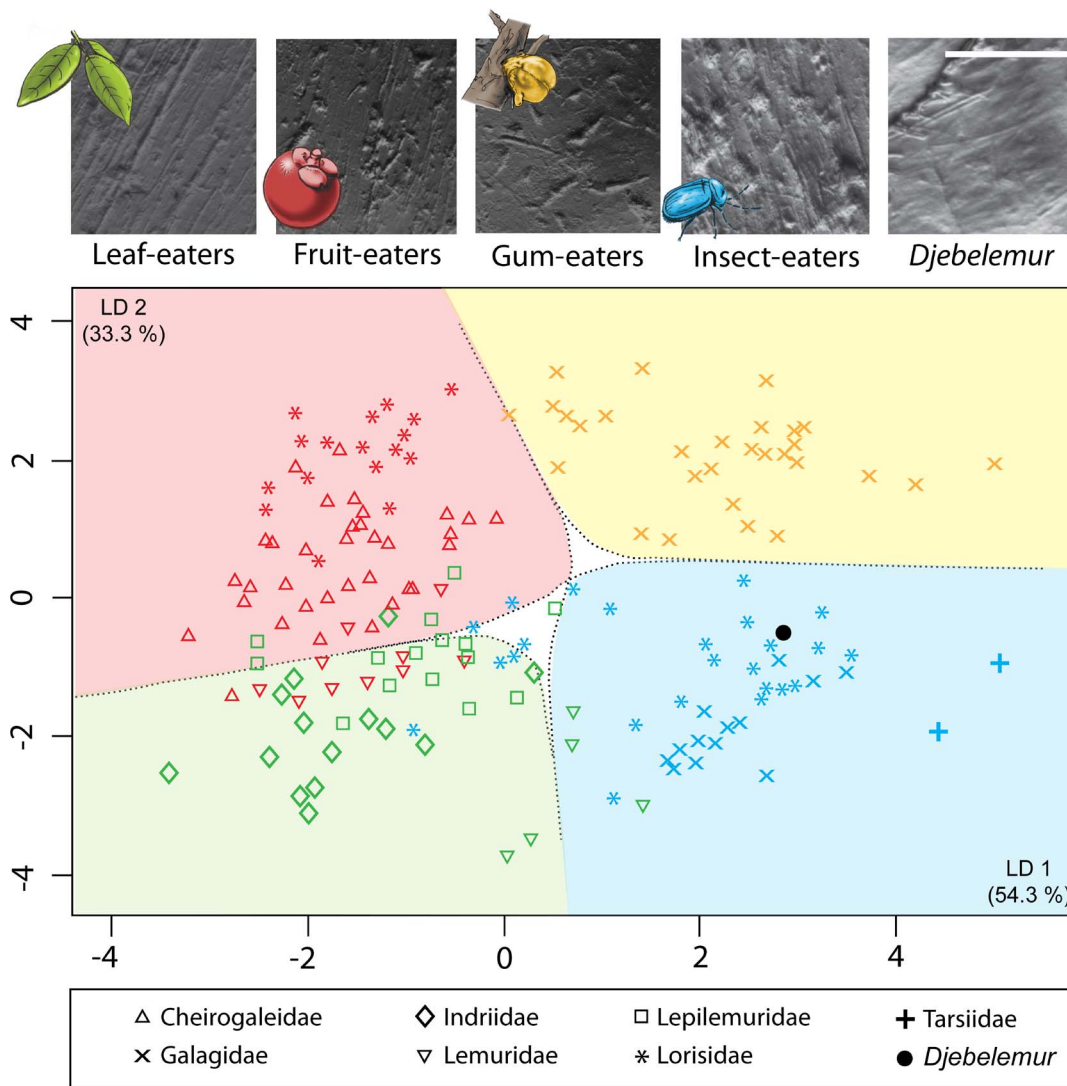 Leaf-eaters Fruit-eaters Gum-eaters Insect-eaters Djebelemur
LD 2
(33.3 %)
4
2
0
-2
-4
LD 1
(54.3 %)
-4 -2 0 2 4
Cheirogaleidae Indriidae Lepilemuridae Tarsiidae
Galagidae Lemuridae Lorisidae Djebelemur